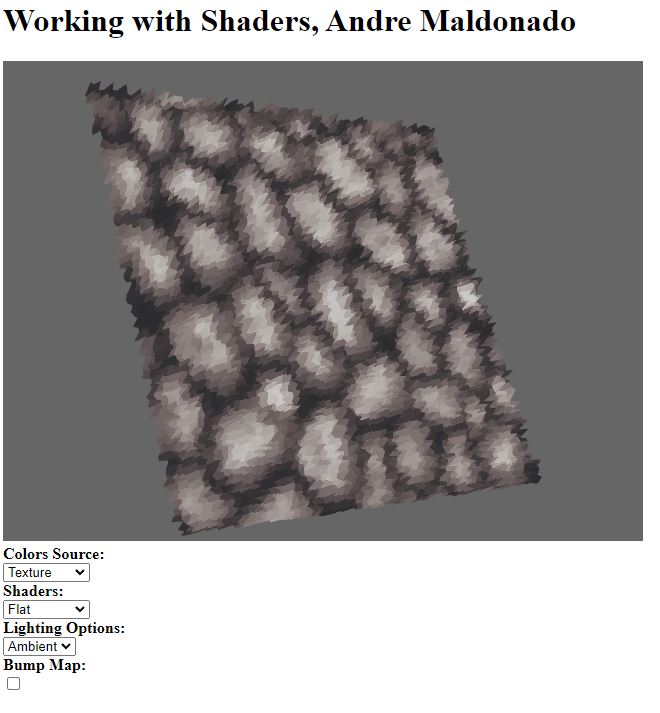 Working with Shaders, Andre Maldonado
Colors Source:
Texture
Shaders:
Flat
Lighting Options:
Ambient
Bump Map: